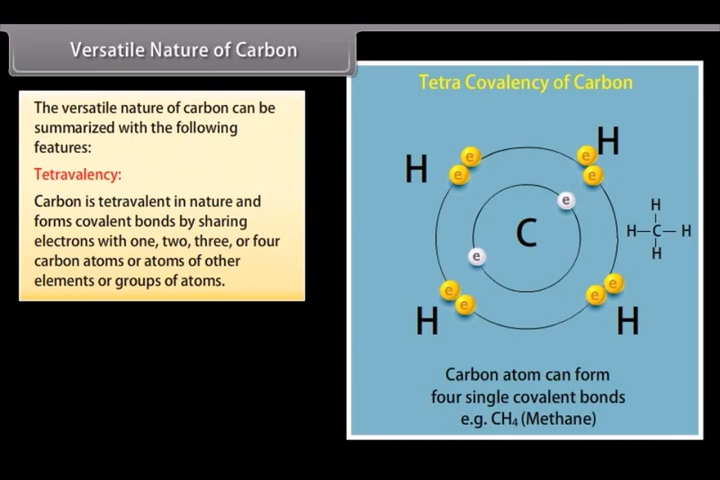 Versatile Nature of Carbon
The versatile nature of carbon can be
summarized with the following
features:
Tetravalency:
Carbon is tetravalent in nature and
forms covalent bonds by sharing
electrons with one, two, three, or four
carbon atoms or atoms of other
elements or groups of atoms.
Tetra Covalency of Carbon
H
e
e
e
e
H
e
C
e
H
H—C—H
H
e
e
e
e
H
H
Carbon atom can form
four single covalent bonds
e.g. CH₄ (Methane)